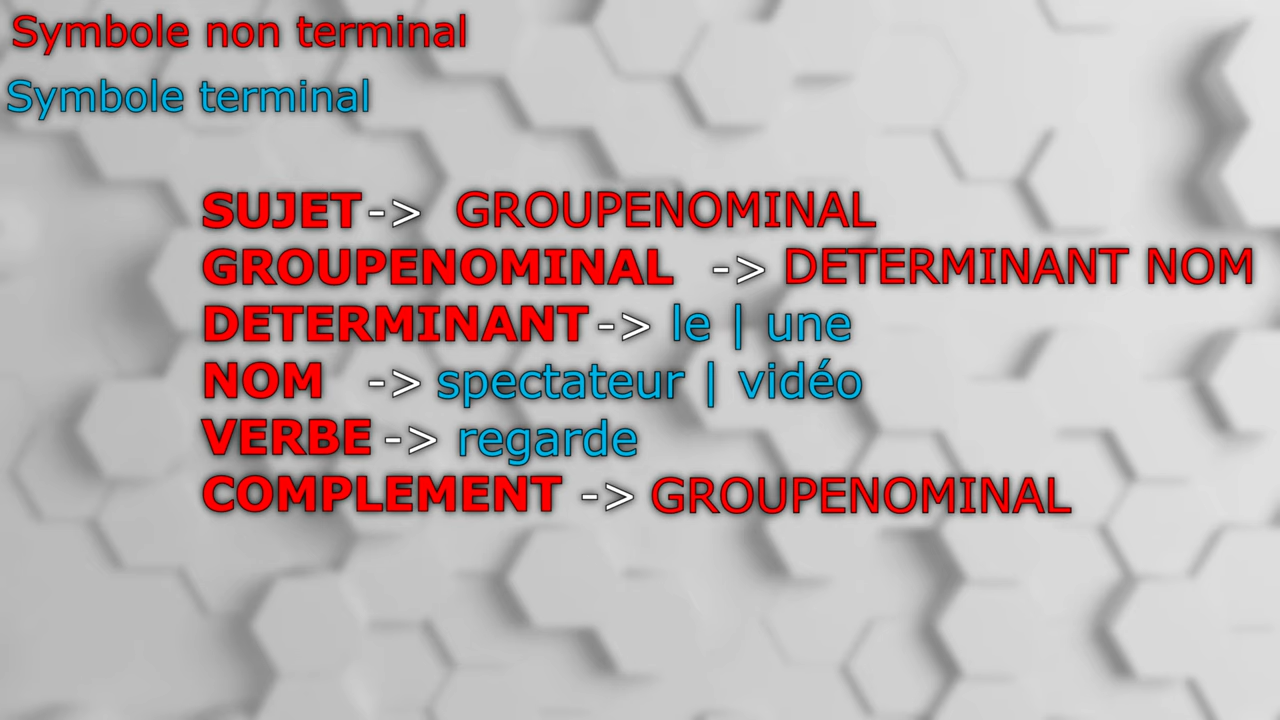 Symbole non terminal
Symbole terminal
SUJET -> GROUPENOMINAL
GROUPENOMINAL -> DETERMINANT NOM
DETERMINANT -> le | une
NOM -> spectateur | vidéo
VERBE -> regarde
COMPLEMENT -> GROUPENOMINAL